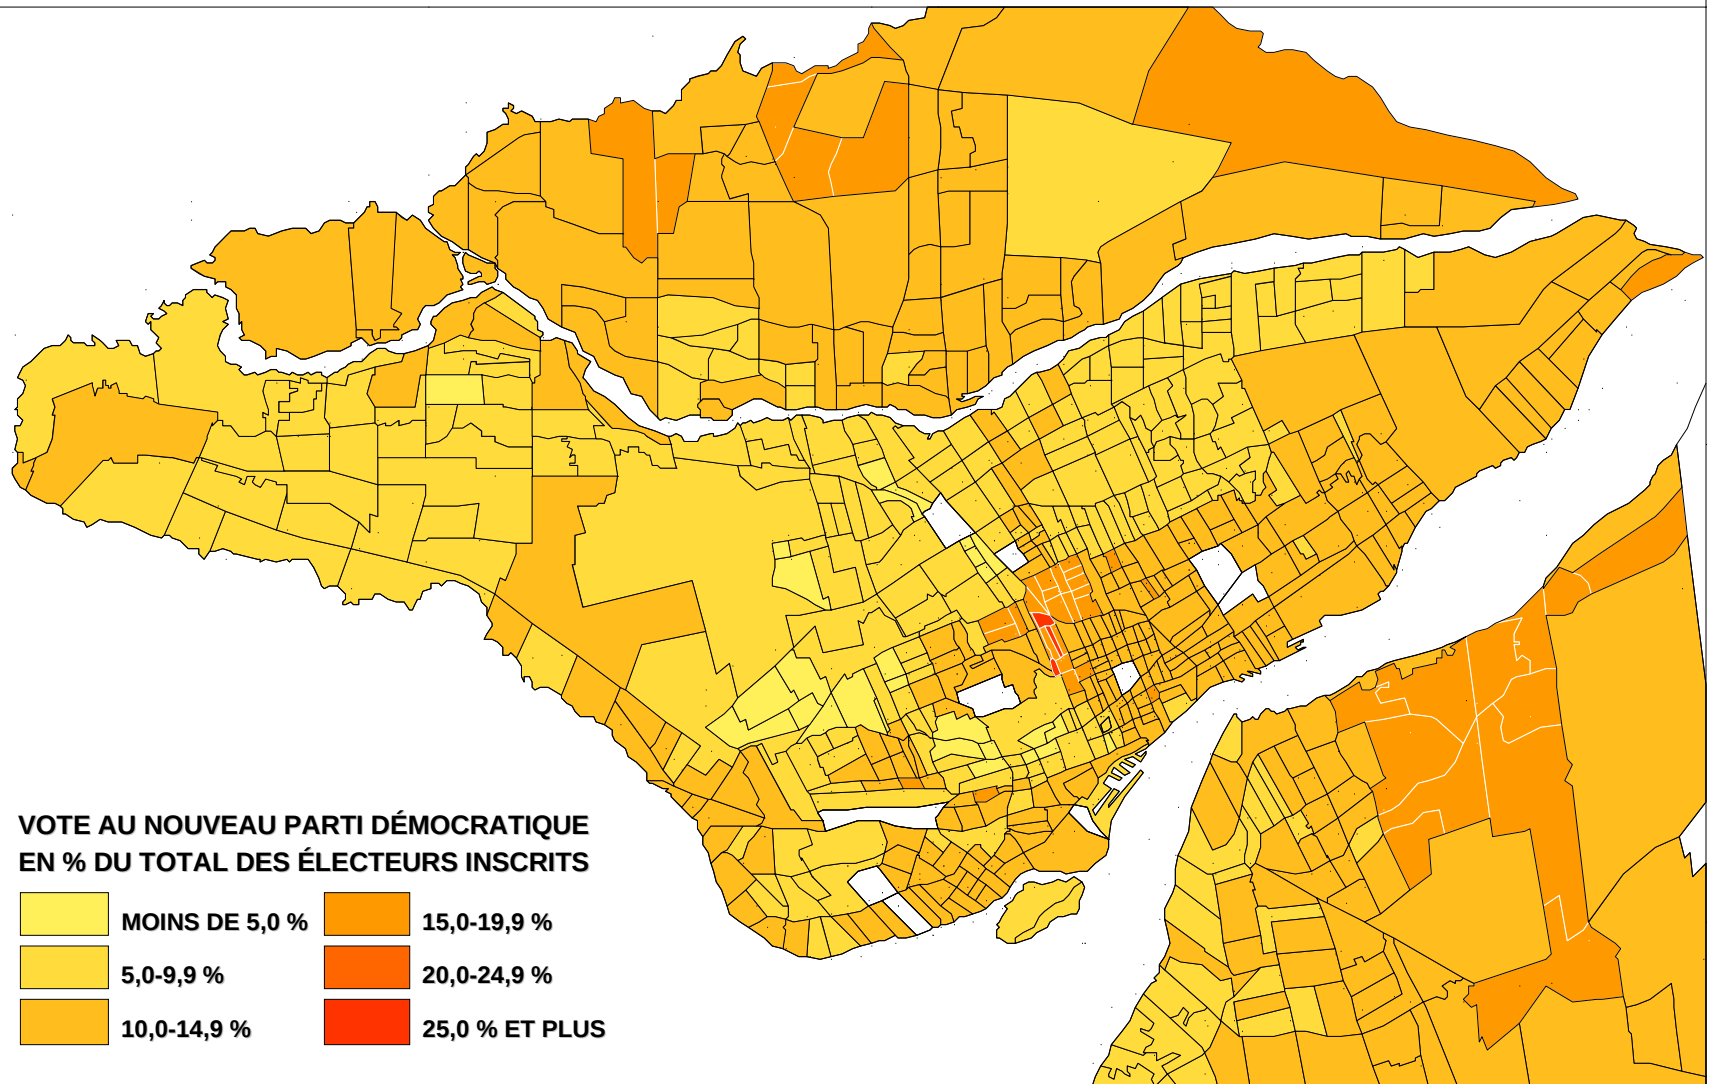 VOTE AU NOUVEAU PARTI DÉMOCRATIQUE
EN % DU TOTAL DES ÉLECTEURS INSCRITS
MOINS DE 5,0 %
5,0-9,9 %
10,0-14,9 %
15,0-19,9 %
20,0-24,9 %
25,0 % ET PLUS